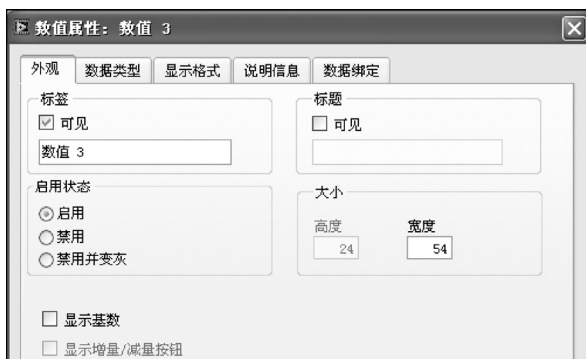 数值属性：数值 3
外观 数据类型 显示格式 说明信息 数据绑定
标签 标题
可见 可见
数值 3
启用状态 大小
启用 高度 宽度
禁用 24 54
禁用并变灰
显示基数
显示增量/减量按钮